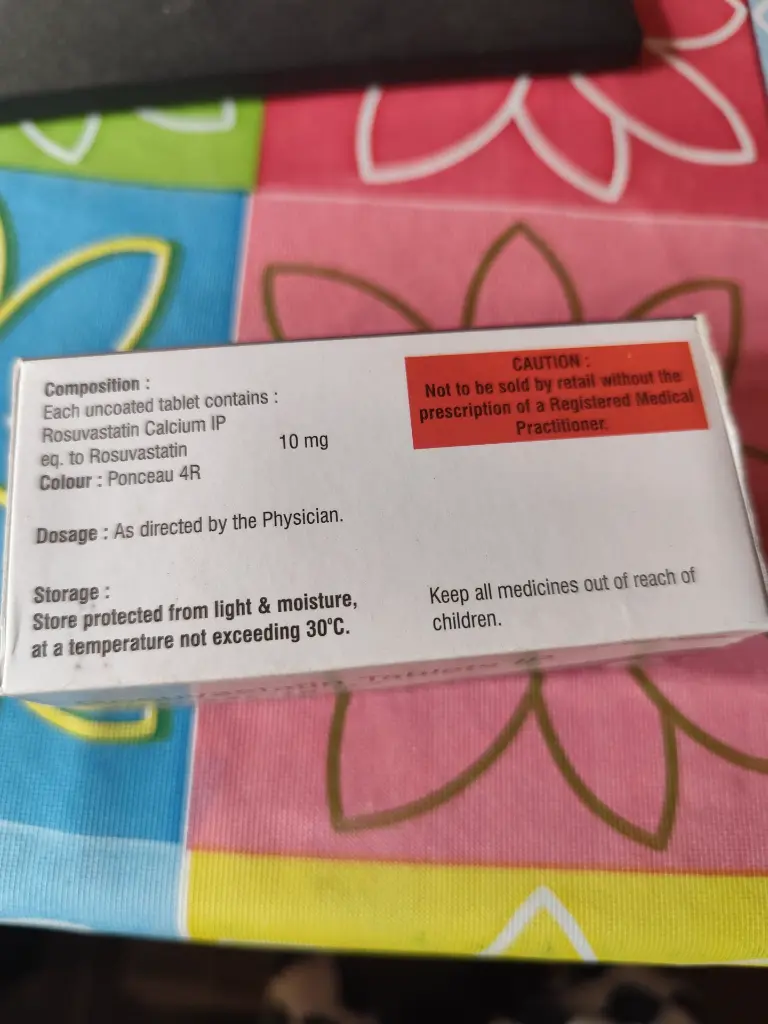 Composition :
Each uncoated tablet contains :
Rosuvastatin Calcium IP
eq. to Rosuvastatin 10 mg
Colour : Ponceau 4R
CAUTION :
Not to be sold by retail without the
prescription of a Registered Medical
Practitioner.
Dosage : As directed by the Physician.
Storage :
Store protected from light & moisture,
at a temperature not exceeding 30°C.
Keep all medicines out of reach of
children.
Tablets